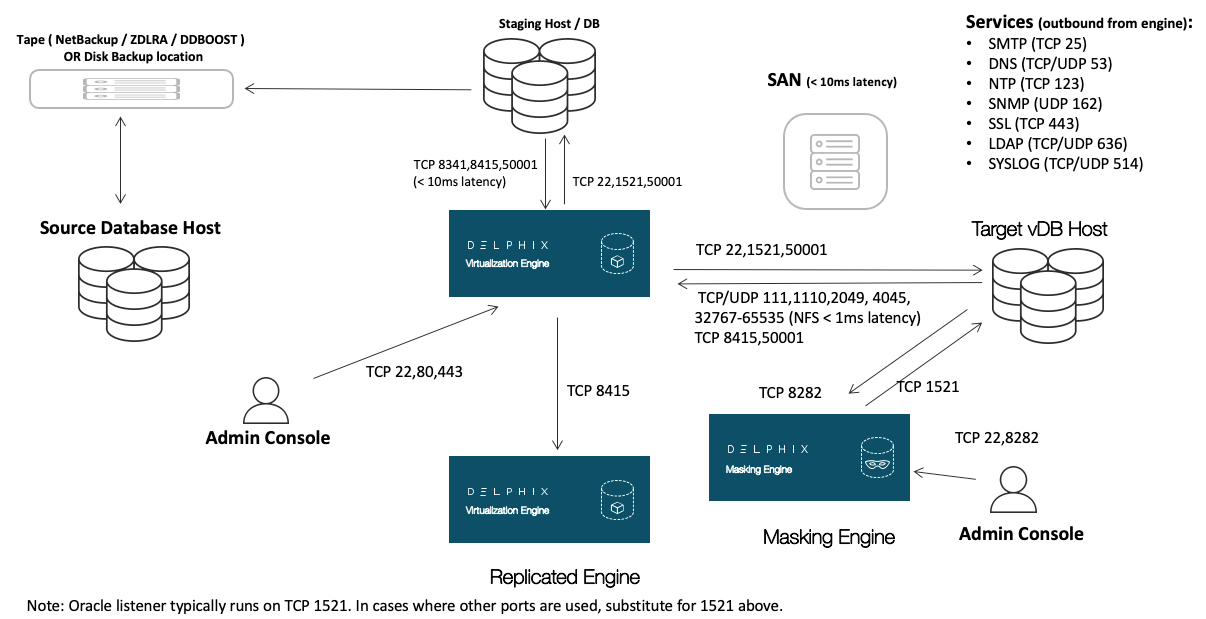 Staging Host / DB
Services (outbound from engine):
• SMTP (TCP 25)
• DNS (TCP/UDP 53)
• NTP (TCP 123)
• SNMP (UDP 162)
• SSL (TCP 443)
• LDAP (TCP/UDP 636)
• SYSLOG (TCP/UDP 514)
Tape ( NetBackup / ZDLRA / DDBOOST )
OR Disk Backup location
SAN (< 10ms latency)
TCP 8341,8415,50001
(< 10ms latency)
TCP 22,1521,50001
Source Database Host
DELPHIX
Virtualization Engine
Target vDB Host
TCP 22,1521,50001
TCP/UDP 111,1110,2049, 4045,
32767-65535 (NFS < 1ms latency)
TCP 8415,50001
TCP 22,80,443
Admin Console
TCP 8415
TCP 8282
TCP 1521
DELPHIX
Masking Engine
TCP 22,8282
Admin Console
Masking Engine
DELPHIX
Virtualization Engine
Replicated Engine
Note: Oracle listener typically runs on TCP 1521. In cases where other ports are used, substitute for 1521 above.